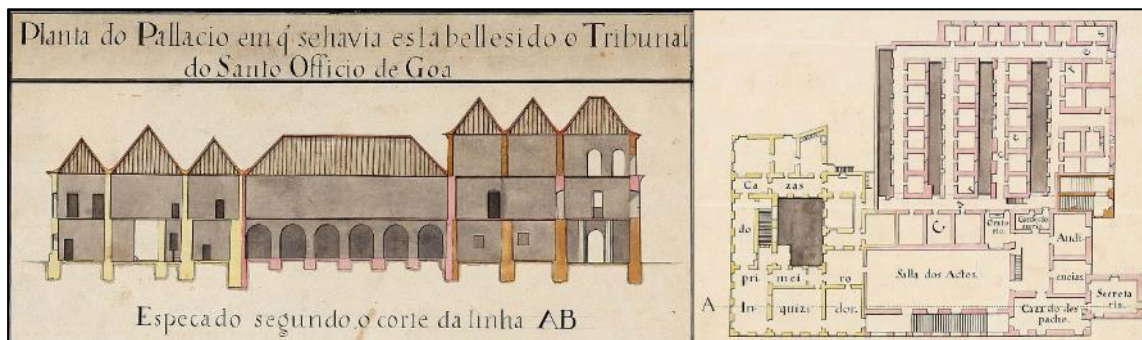 Planta do Pallacio em q̃ sehavia estabellesido o Tribunal
do Santo Officio de Goa
Especado segundo, o corte da linha AB
Ca zas
do
pri mei ro
In quizi dor.
A
Salla dos Actos.
Orato
rio.
Audi-
encias.
Secreta
ria.
Caza do des
pacho.
C